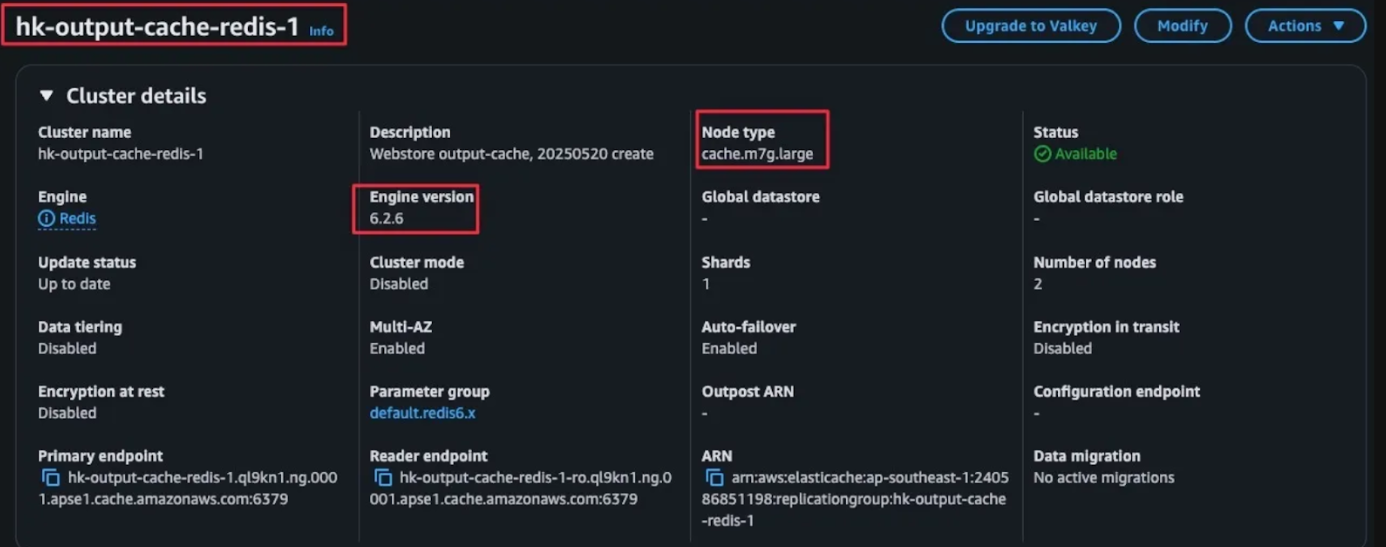 hk-output-cache-redis-1 Info
Upgrade to Valkey
Modify
Actions
Cluster details
Cluster name
hk-output-cache-redis-1
Description
Webstore output-cache, 20250520 create
Node type
cache.m7g.large
Status
Available
Engine
Redis
Engine version
6.2.6
Global datastore
-
Global datastore role
-
Update status
Up to date
Cluster mode
Disabled
Shards
1
Number of nodes
2
Data tiering
Disabled
Multi-AZ
Enabled
Auto-failover
Enabled
Encryption in transit
Disabled
Encryption at rest
Disabled
Parameter group
default.redis6.x
Outpost ARN
-
Configuration endpoint
-
Primary endpoint
hk-output-cache-redis-1.ql9kn1.ng.000
1.apse1.cache.amazonaws.com:6379
Reader endpoint
hk-output-cache-redis-1-ro.ql9kn1.ng.0
001.apse1.cache.amazonaws.com:6379
ARN
arn:aws:elasticache:ap-southeast-1:2405
86851198:replicationgroup:hk-output-cache
-redis-1
Data migration
No active migrations